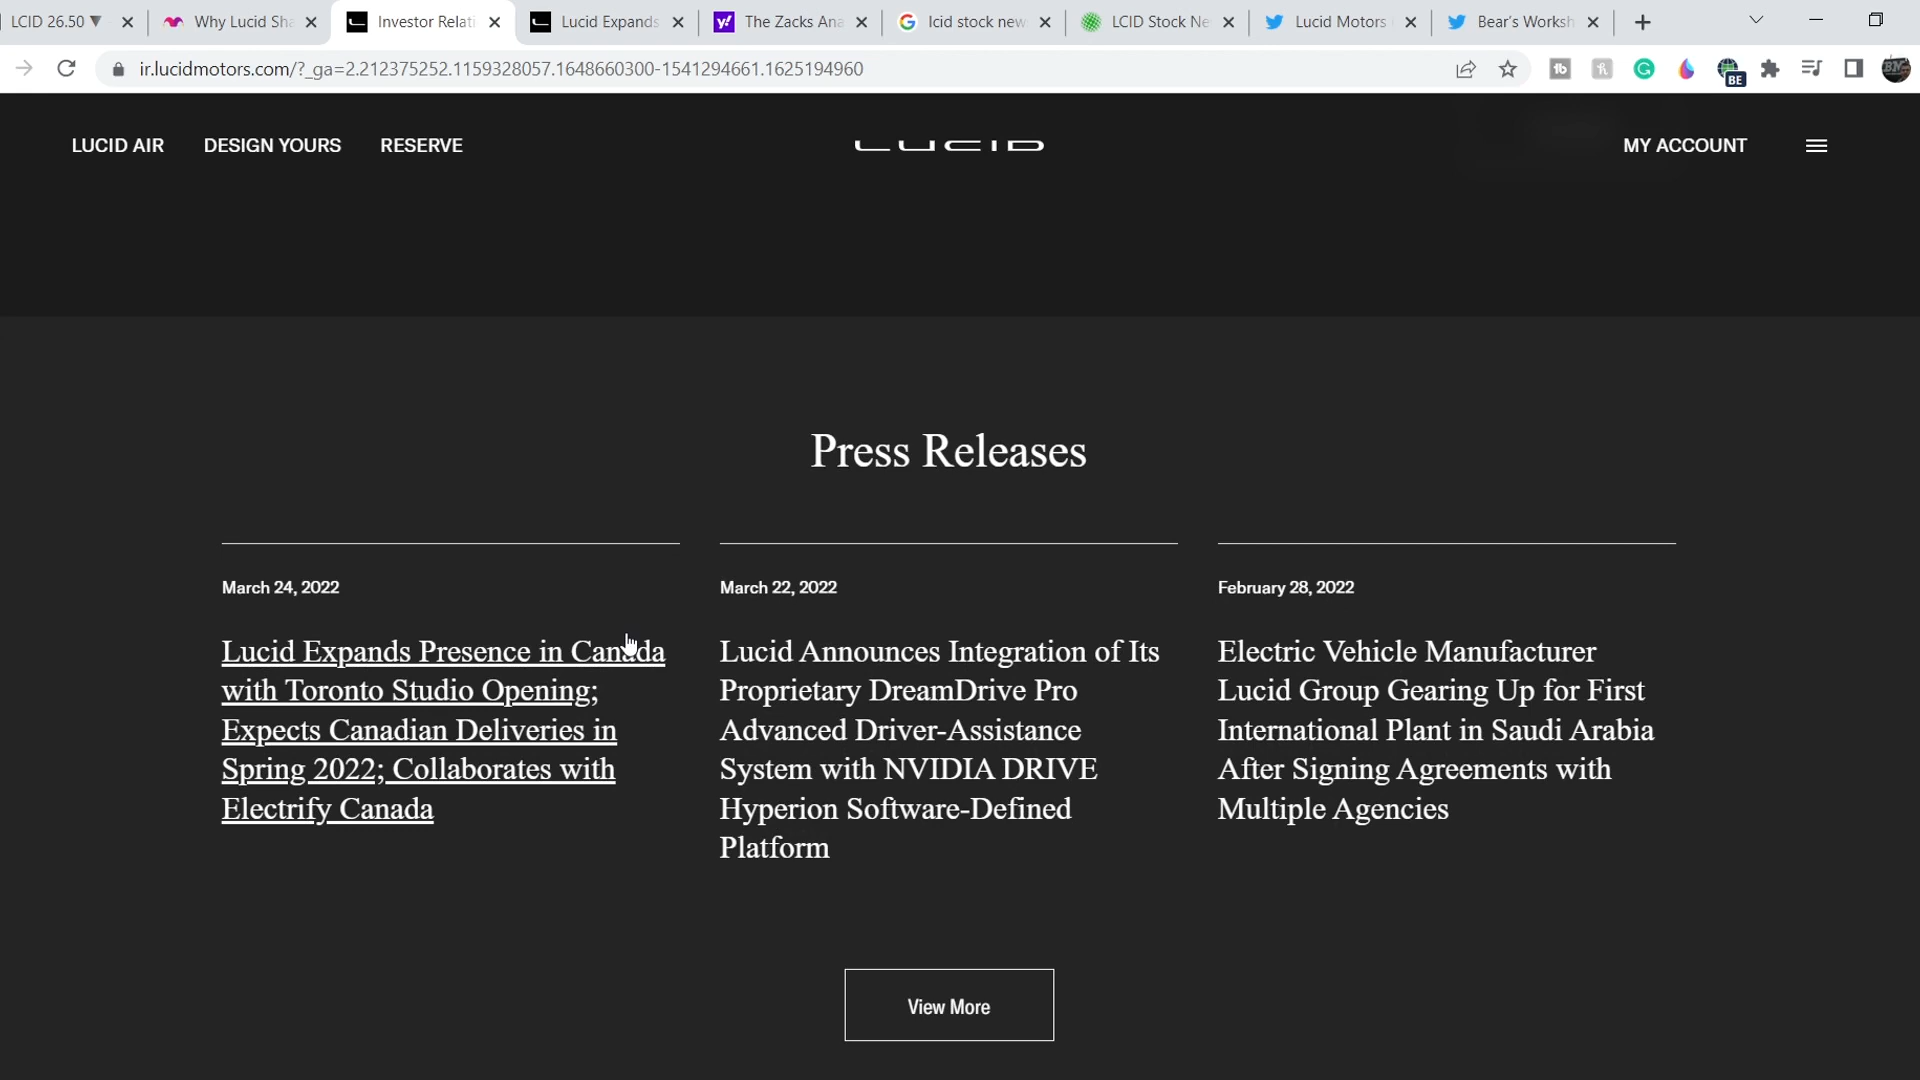 LCID 26.50 ▼
Why Lucid Sha
Investor Relati
Lucid Expands
The Zacks Ana
lcid stock new
LCID Stock Ne
Lucid Motors
Bear's Worksh
ir.lucidmotors.com/?_ga=2.212375252.1159328057.1648660300-1541294661.1625194960
BE
LUCID AIR
DESIGN YOURS
RESERVE
LUCID
MY ACCOUNT
Press Releases
March 24, 2022
Lucid Expands Presence in Canada
with Toronto Studio Opening;
Expects Canadian Deliveries in
Spring 2022; Collaborates with
Electrify Canada
March 22, 2022
Lucid Announces Integration of Its
Proprietary DreamDrive Pro
Advanced Driver-Assistance
System with NVIDIA DRIVE
Hyperion Software-Defined
Platform
February 28, 2022
Electric Vehicle Manufacturer
Lucid Group Gearing Up for First
International Plant in Saudi Arabia
After Signing Agreements with
Multiple Agencies
View More